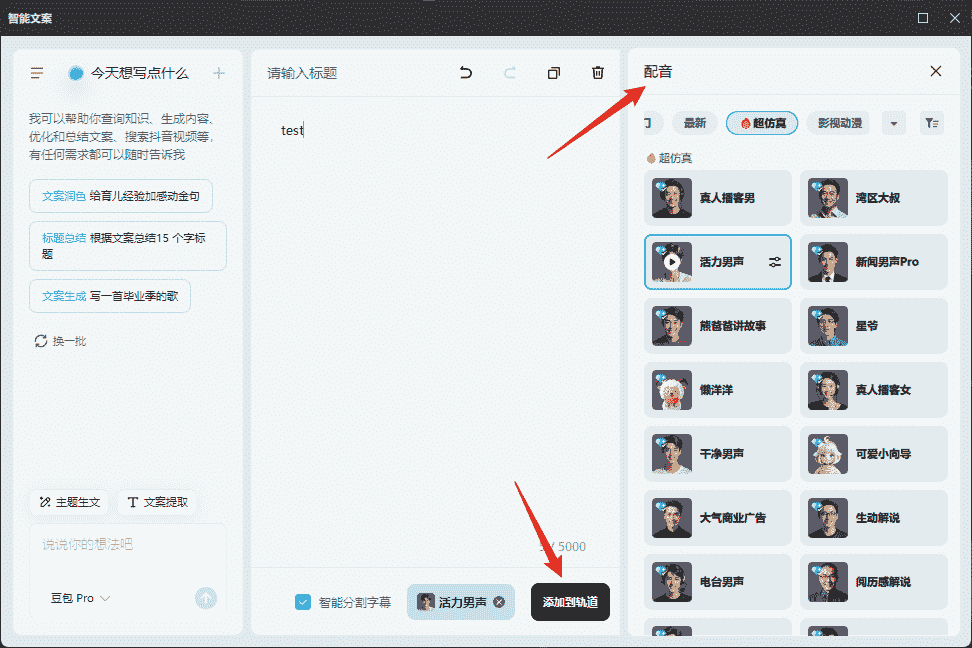 智能文案
今天想写点什么
我可以帮助你查询知识、生成内容、
优化和总结文案、搜索抖音视频等，
有任何需求都可以随时告诉我
文案润色 给育儿经验加感动金句
标题总结 根据文案总结15 个字标
题
文案生成 写一首毕业季的歌
换一批
主题生文
文案提取
说说你的想法吧
豆包 Pro
请输入标题
test
/ 5000
智能分割字幕
活力男声
添加到轨道
配音
最新
超仿真
影视动漫
超仿真
真人播客男
湾区大叔
活力男声
新闻男声Pro
熊爸爸讲故事
星爷
懒洋洋
真人播客女
干净男声
可爱小向导
大气商业广告
生动解说
电台男声
阅历感解说